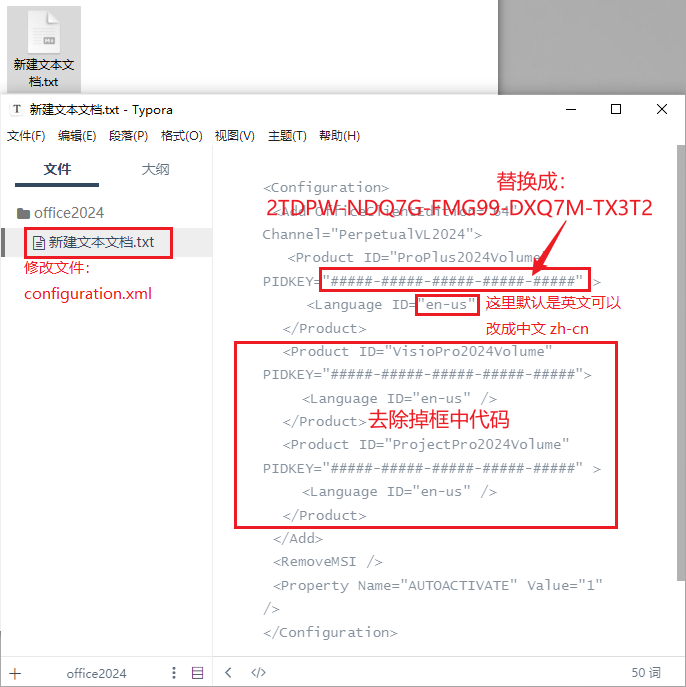 新建文本文
档.txt
T 新建文本文档.txt - Typora
文件(F) 编辑(E) 段落(P) 格式(O) 视图(V) 主题(T) 帮助(H)
文件 大纲
office2024
新建文本文档.txt
修改文件:
configuration.xml
<Configuration>
替换成:
2TDPW-NDQ7G-FMG99-DXQ7M-TX3T2
<Add OfficeClientEdition="64"
Channel="PerpetualVL2024">
<Product ID="ProPlus2024Volume"
PIDKEY="#####-#####-#####-#####-#####" >
<Language ID="en-us" 这里默认是英文可以
改成中文 zh-cn
</Product>
<Product ID="VisioPro2024Volume"
PIDKEY="#####-#####-#####-#####-#####">
<Language ID="en-us" />
</Product> 去除掉框中代码
<Product ID="ProjectPro2024Volume"
PIDKEY="#####-#####-#####-#####-#####" >
<Language ID="en-us" />
</Product>
</Add>
<RemoveMSI />
<Property Name="AUTOACTIVATE" Value="1"
/>
</Configuration>
office2024 </> 50 词